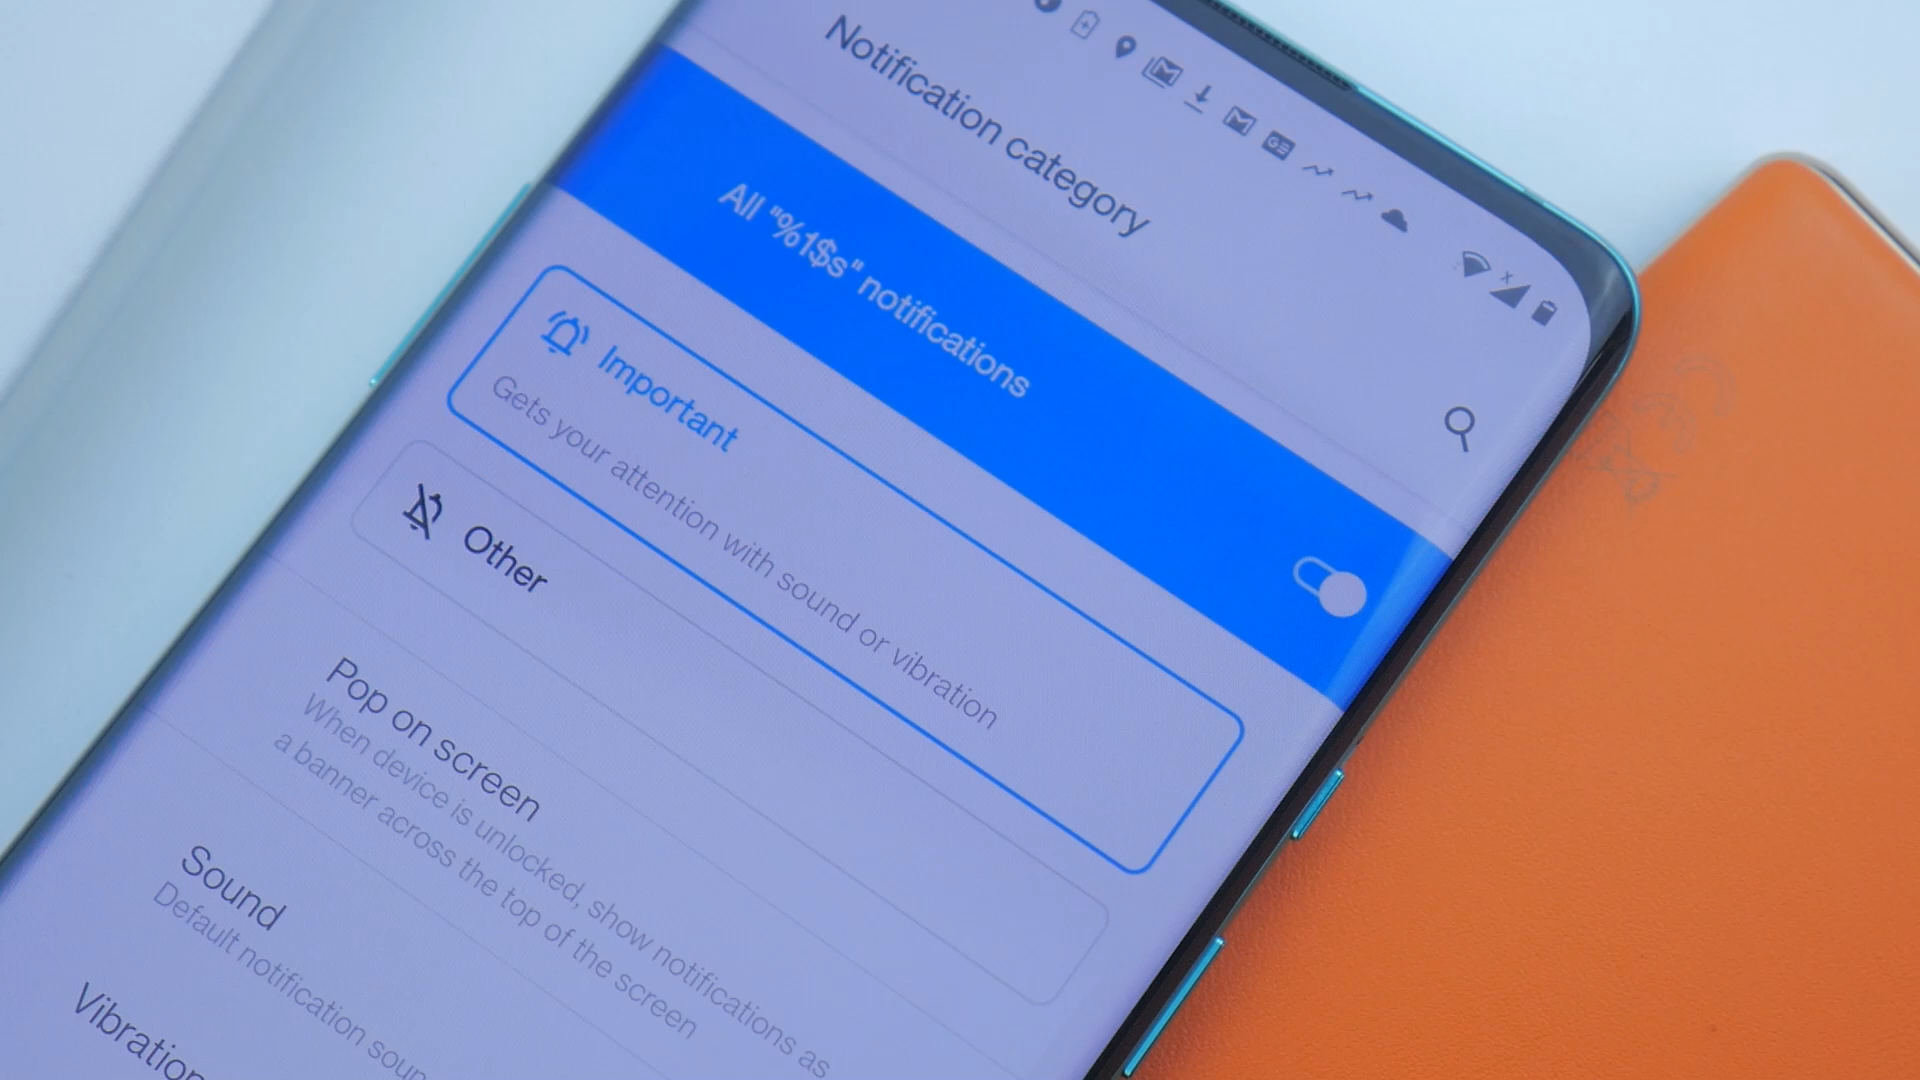 Notification category
All "%1$s" notifications
Important
Gets your attention with sound or vibration
Other
Pop on screen
When device is unlocked, show notifications as
a banner across the top of the screen
Sound
Default notification